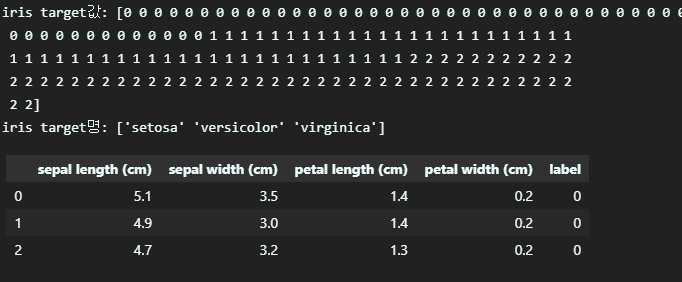 iris target값: [0 0 0 0 0 0 0 0 0 0 0 0 0 0 0 0 0 0 0 0 0 0 0 0 0 0 0 0 0 0 0 0 0 0 0 0 0
0 0 0 0 0 0 0 0 0 0 0 0 0 1 1 1 1 1 1 1 1 1 1 1 1 1 1 1 1 1 1 1 1 1 1 1 1
1 1 1 1 1 1 1 1 1 1 1 1 1 1 1 1 1 1 1 1 1 1 1 1 1 1 2 2 2 2 2 2 2 2 2 2 2
2 2 2 2 2 2 2 2 2 2 2 2 2 2 2 2 2 2 2 2 2 2 2 2 2 2 2 2 2 2 2 2 2 2 2 2 2
2 2]
iris target명: ['setosa' 'versicolor' 'virginica']
sepal length (cm) sepal width (cm) petal length (cm) petal width (cm) label
0 5.1 3.5 1.4 0.2 0
1 4.9 3.0 1.4 0.2 0
2 4.7 3.2 1.3 0.2 0